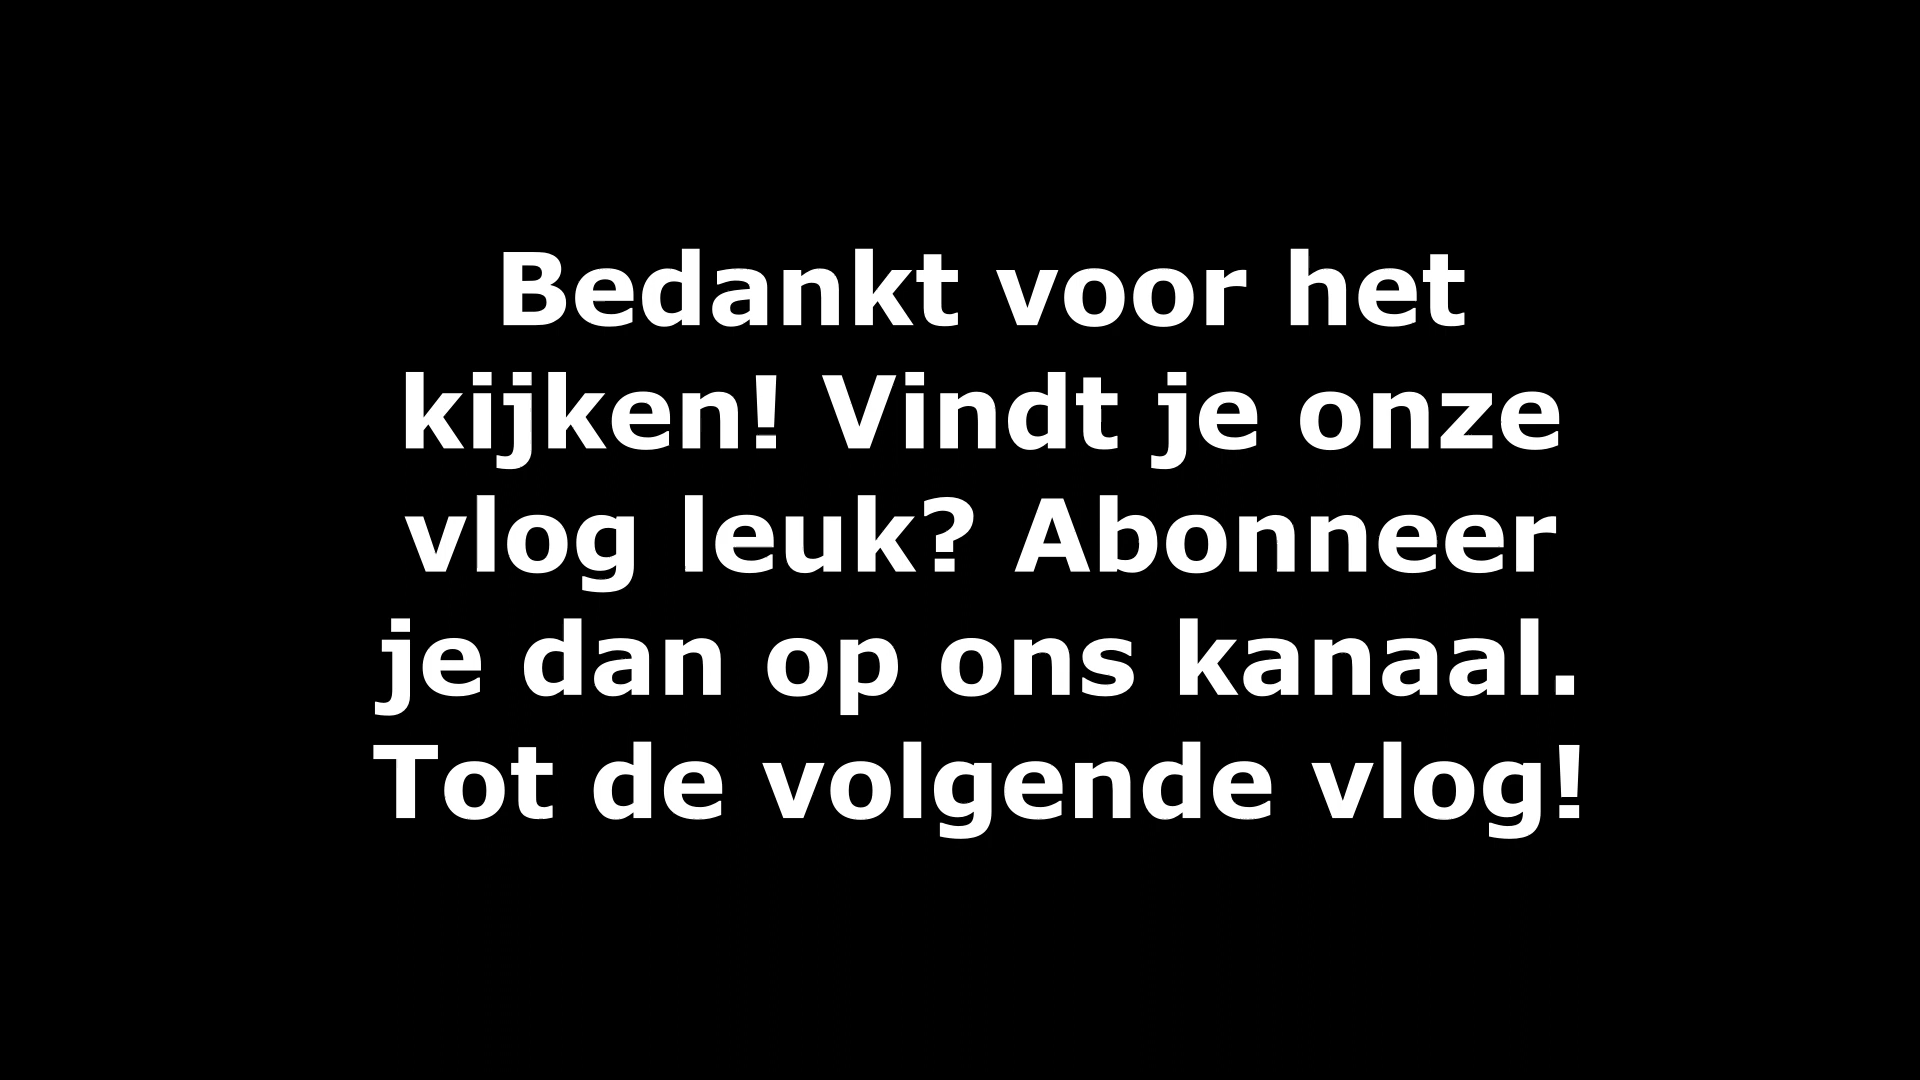 Bedankt voor het
kijken! Vindt je onze
vlog leuk? Abonneer
je dan op ons kanaal.
Tot de volgende vlog!